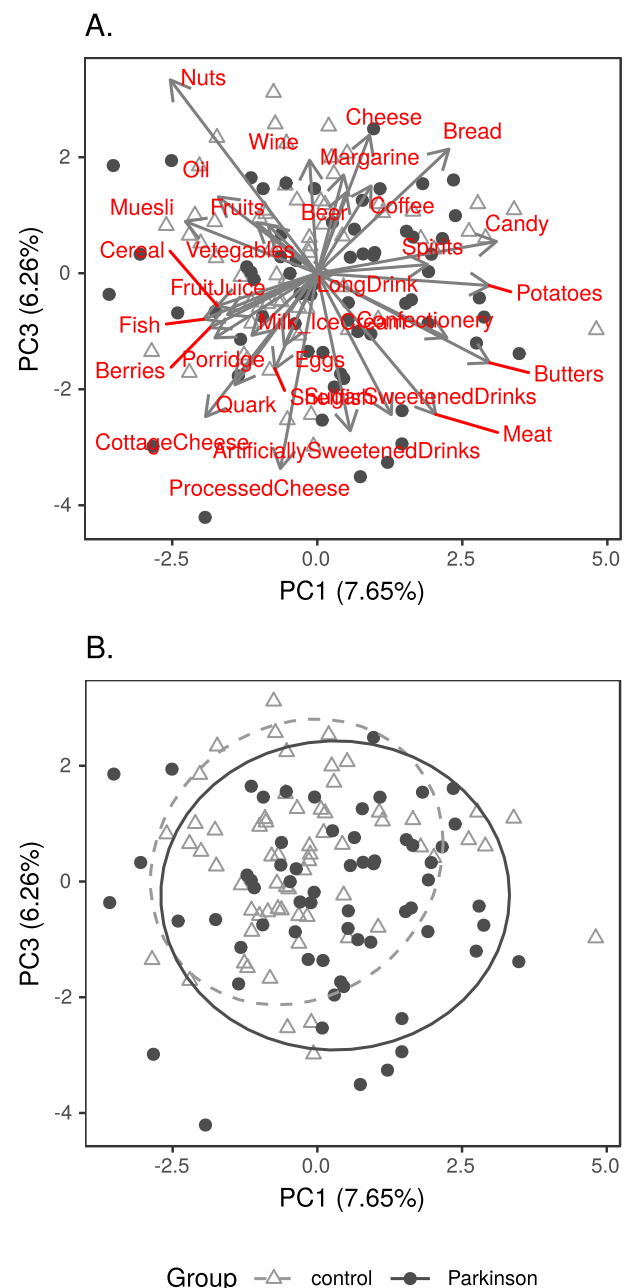 A.
Nuts
Cheese
Bread
Wine
Margarine
Oil
Muesli
Fruits
Beer
Coffee
Candy
Cereal
Vetegables
Spirits
FruitJuice
LongDrink
Potatoes
Fish
Milk_IceCream
Confectionery
Berries
Porridge
Eggs
Butters
Quark
SugarSweetenedDrinks
Meat
CottageCheese
ArtificiallySweetenedDrinks
ProcessedCheese
2
0
-2
-4
PC3 (6.26%)
-2.5 0.0 2.5 5.0
PC1 (7.65%)
B.
2
0
-2
-4
PC3 (6.26%)
-2.5 0.0 2.5 5.0
PC1 (7.65%)
Group control Parkinson